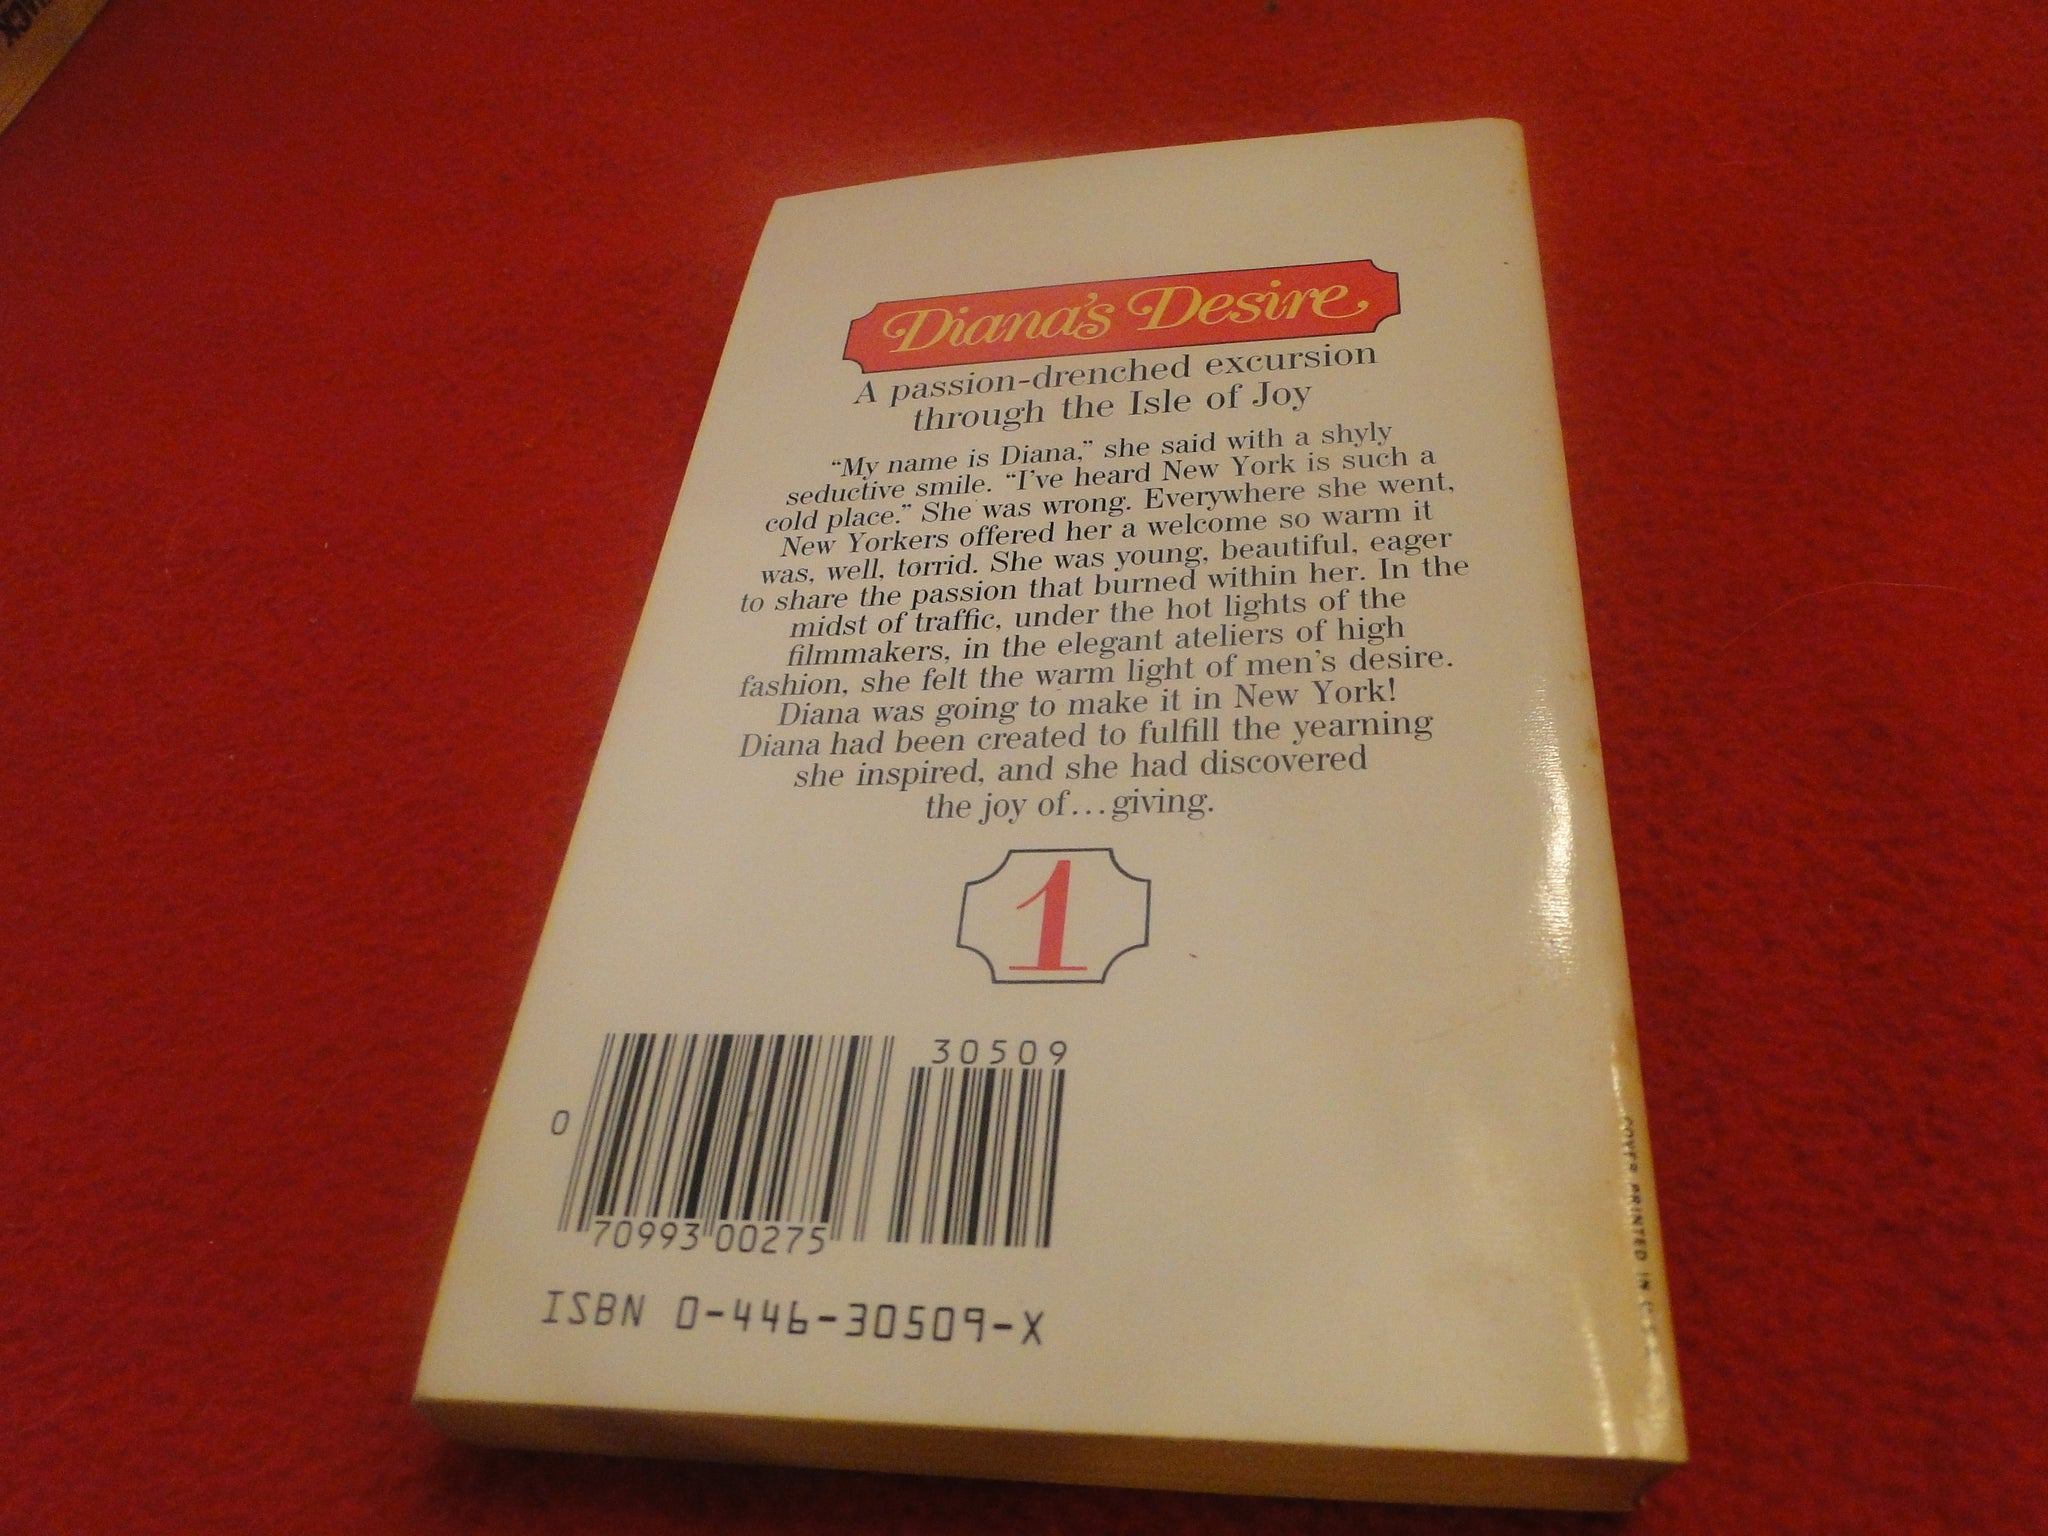 Diana's Desire
A passion-drenched excursion
through the Isle of Joy
“My name is Diana,” she said with a shyly
seductive smile. “I've heard New York is such a
cold place.” She was wrong. Everywhere she went,
New Yorkers offered her a welcome so warm it
was, well, torrid. She was young, beautiful, eager
to share the passion that burned within her. In the
midst of traffic, under the hot lights of the
filmmakers, in the elegant ateliers of high
fashion, she felt the warm light of men's desire.
Diana was going to make it in New York!
Diana had been created to fulfill the yearning
she inspired, and she had discovered
the joy of...giving.
1
30509
0
70993 00275
ISBN 0-446-30509-X
COVER PRINTED IN